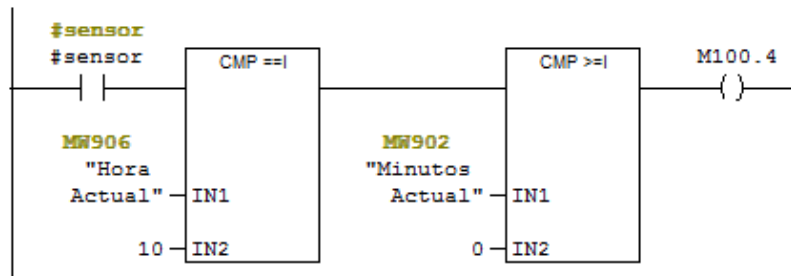 #sensor
#sensor
CMP ==I
CMP >=I
M100.4
MW906
MW902
"Hora
Actual"
IN1
"Minutos
Actual"
IN1
10
IN2
0
IN2